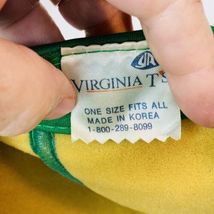 VIRGINIA T'S
ONE SIZE FITS ALL
MADE IN KOREA
1-800-289-8099